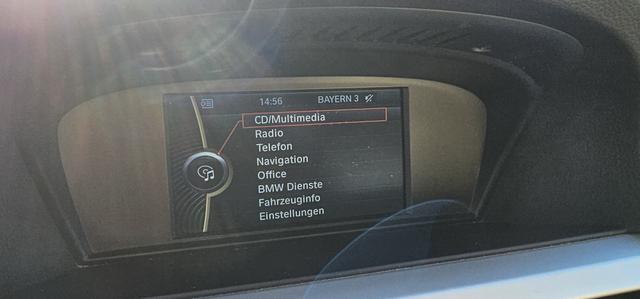 14:56 BAYERN 3
CD/Multimedia
Radio
Telefon
Navigation
Office
BMW Dienste
Fahrzeuginfo
Einstellungen